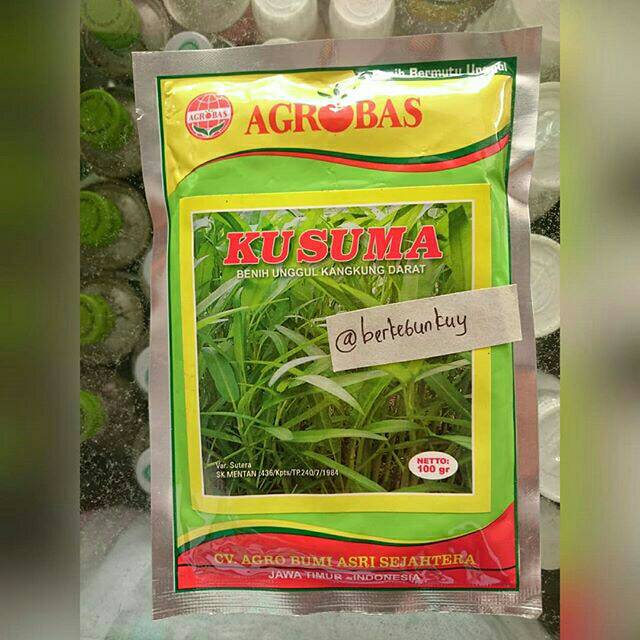 Benih Bermutu Unggul
AGROBAS
AGROBAS
KUSUMA
BENIH UNGGUL KANGKUNG DARAT
@berkebunkuy
NETTO:
100 gr
Var. Sutera
SK MENTAN :436/Kpts/TP.240/7/1984
CV. AGRO BUMI ASRI SEJAHTERA
JAWA TIMUR -INDONESIA